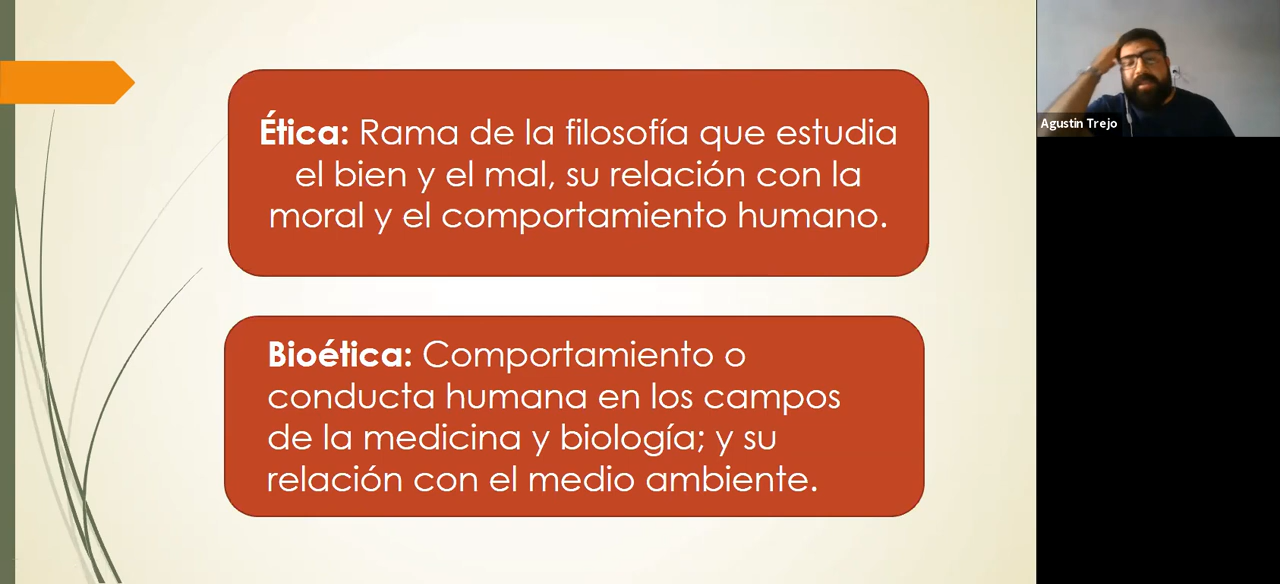 Ética: Rama de la filosofía que estudia
el bien y el mal, su relación con la
moral y el comportamiento humano.
Bioética: Comportamiento o
conducta humana en los campos
de la medicina y biología; y su
relación con el medio ambiente.
Agustin Trejo